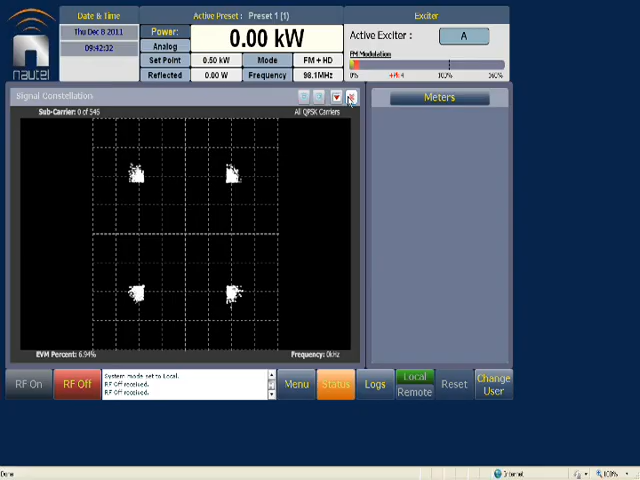 Date & Time
Thu Dec 8 2011
09:42:32
nautel
Active Preset : Preset 1 (1)
Power:
Analog
0.00 kW
Set Point
0.50 kW
Mode
FM + HD
Reflected
0.00 W
Frequency
98.1MHz
Exciter
Active Exciter :
A
FM Modulation
0%
100%
160%
Signal Constellation
Sub-Carrier: 0 of 546
All QPSK Carriers
EVM Percent: 6.94%
Frequency: 0kHz
Meters
RF On
RF Off
System mode set to Local.
RF Off received.
RF Off received.
Menu
Status
Logs
Local
Remote
Reset
Change
User
Done
Internet
100%